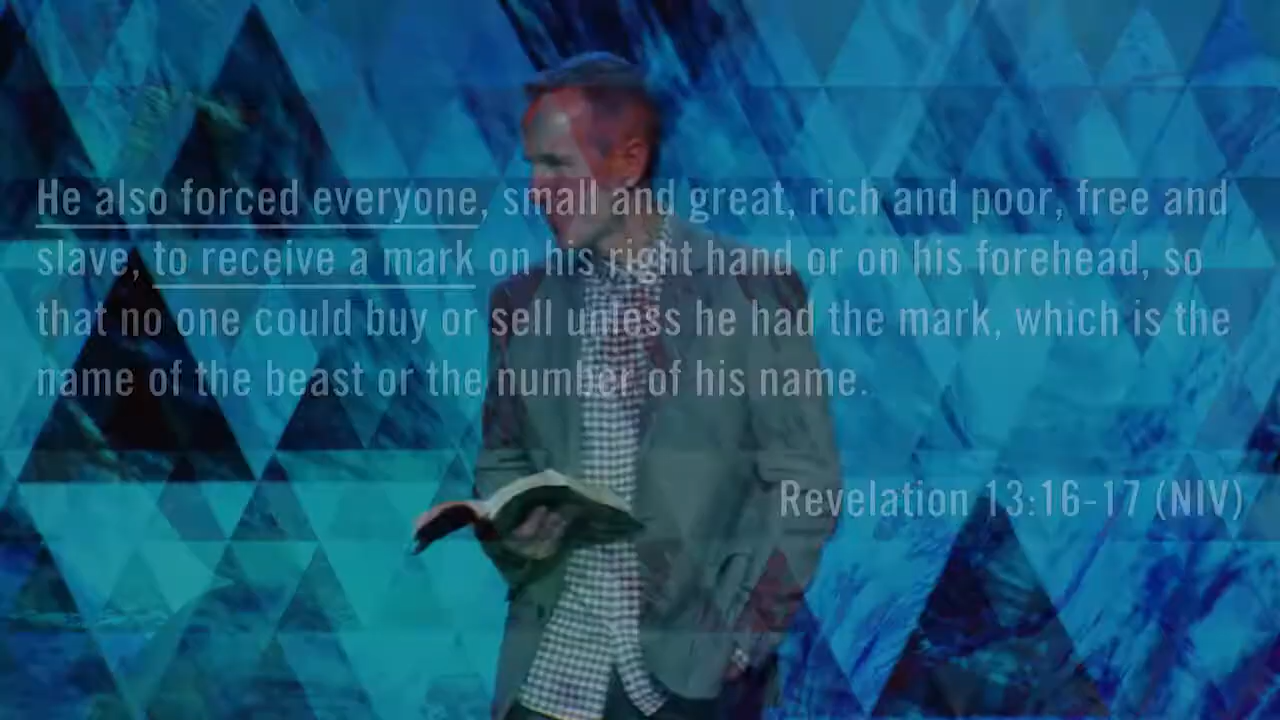 He also forced everyone, small and great, rich and poor, free and
slave, to receive a mark on his right hand or on his forehead, so
that no one could buy or sell unless he had the mark, which is the
name of the beast or the number of his name.
Revelation 13:16-17 (NIV)